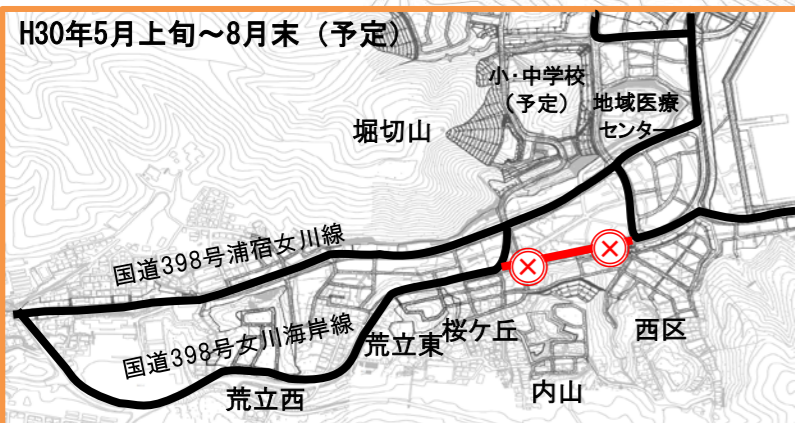 H30年5月上旬～8月末（予定）
小・中学校
（予定）
地域医療
センター
堀切山
国道398号浦宿女川線
国道398号女川海岸線
荒立東
桜ケ丘
西区
荒立西
内山